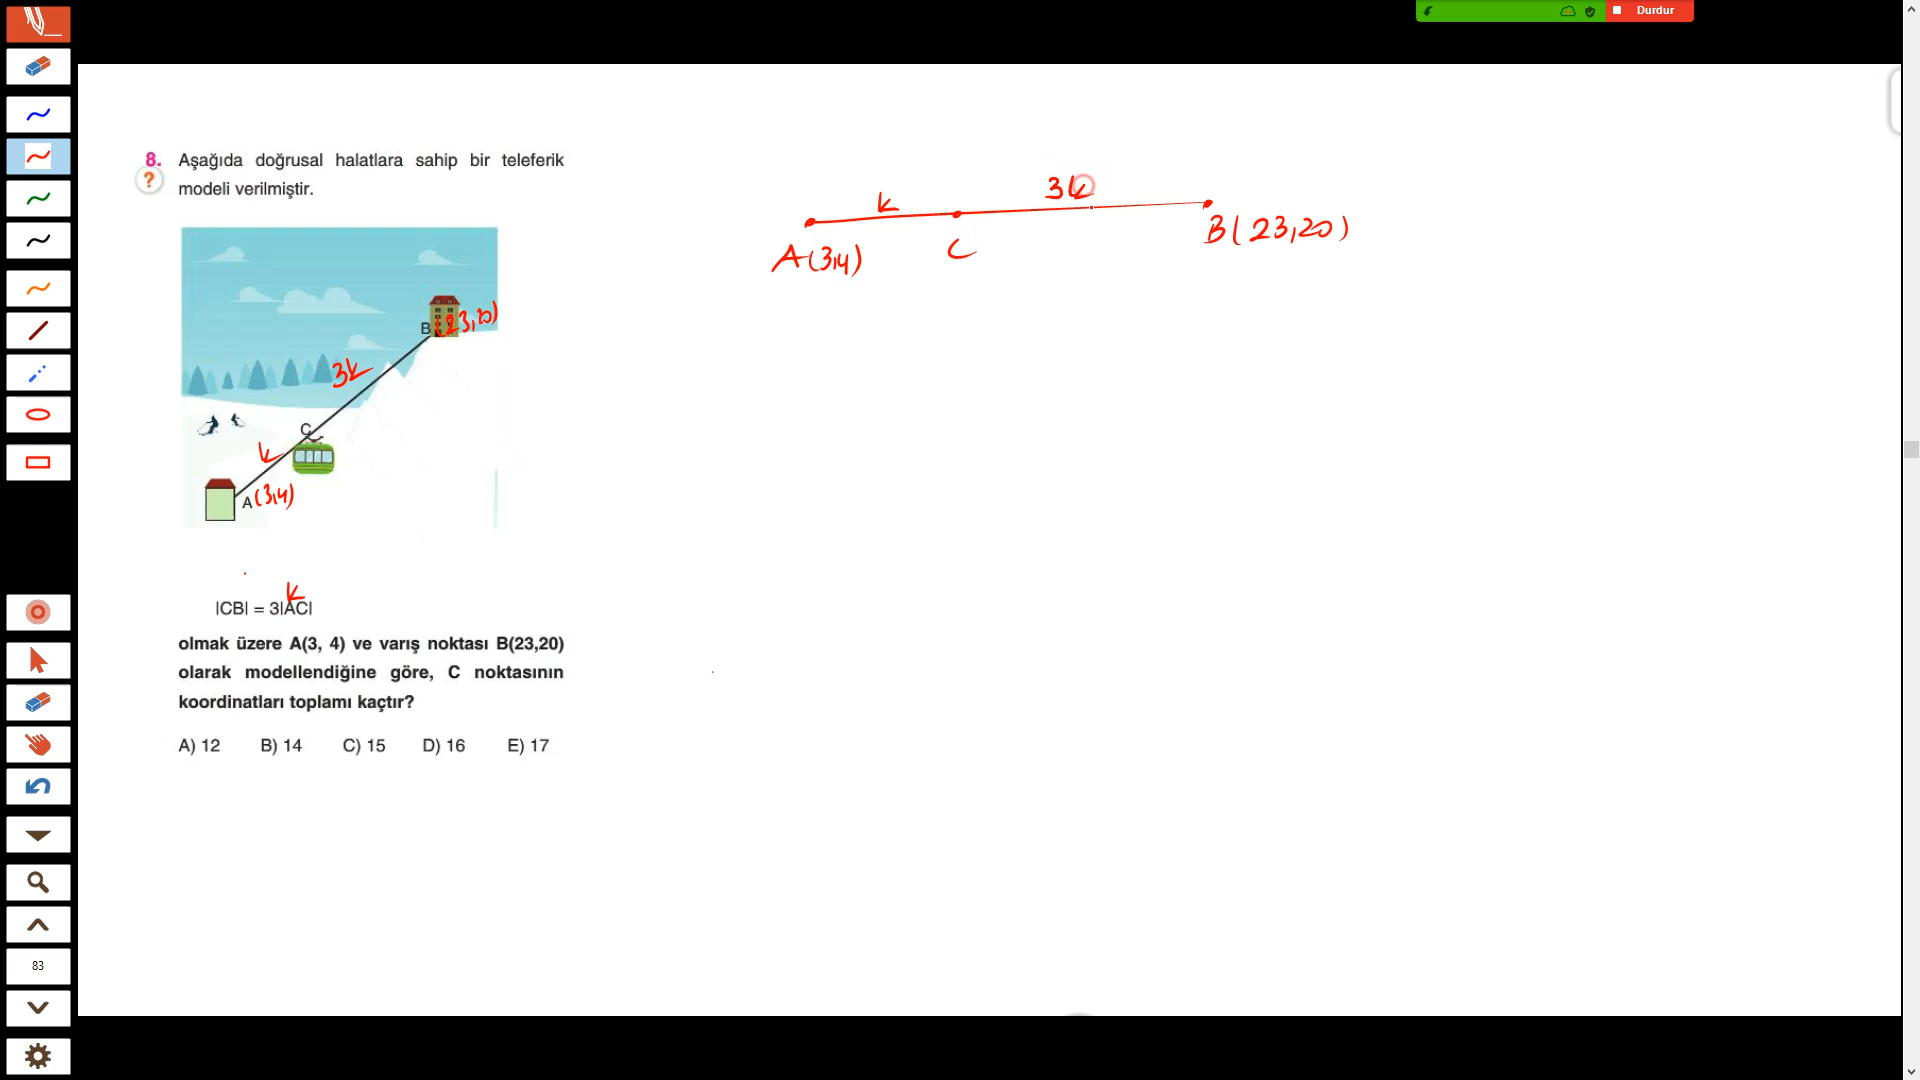 Durdur
8. Aşağıda doğrusal halatlara sahip bir teleferik
? modeli verilmiştir.
k
3k
A(3,4)
C
B(23,20)
B (23,20)
3k
C
k
A (3,4)
k
|CB| = 3|AC|
olmak üzere A(3, 4) ve varış noktası B(23,20)
olarak modellendiğine göre, C noktasının
koordinatları toplamı kaçtır?
A) 12 B) 14 C) 15 D) 16 E) 17
83